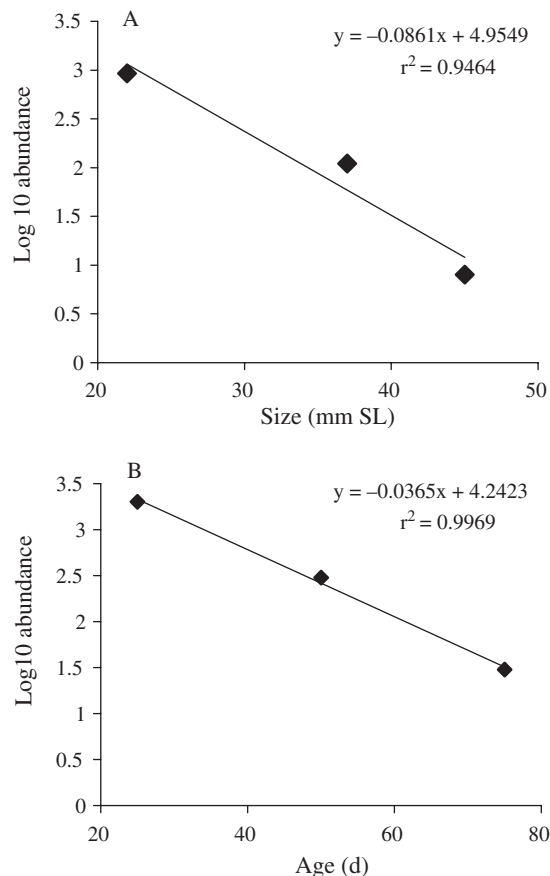 A
y = –0.0861x + 4.9549
r² = 0.9464
3.5
3
2.5
2
1.5
1
0.5
0
Log 10 abundance
20 30 40 50
Size (mm SL)
B
y = –0.0365x + 4.2423
r² = 0.9969
3.5
3
2.5
2
1.5
1
0.5
0
Log10 abundance
20 40 60 80
Age (d)